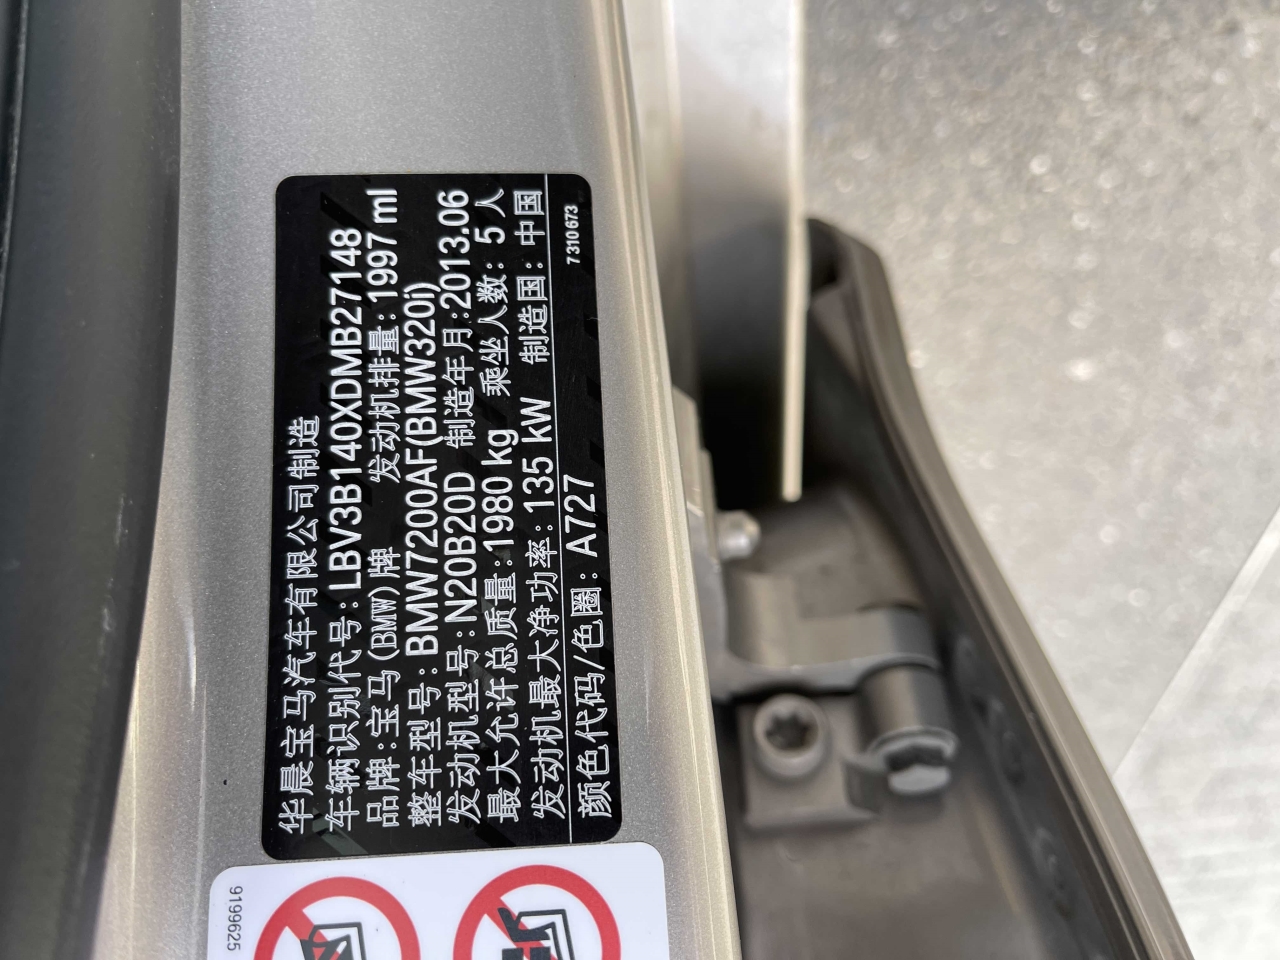 华晨宝马汽车有限公司制造
车辆识别代号:LBV3B140XDMB27148
品牌:宝马(BMW)牌 发动机排量:1997 ml
整车型号:BMW7200AF(BMW320i)
发动机型号:N20B20D 制造年月:2013.06
最大允许总质量:1980 kg 乘坐人数: 5人
发动机最大净功率:135 kW 制造国:中国
颜色代码/色圈: A727
7310673
9199625